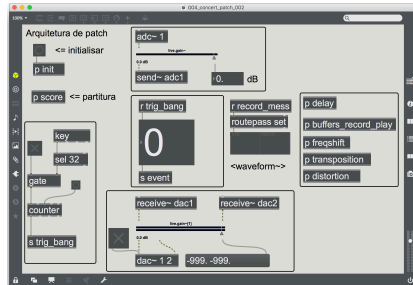 004_concert_patch_002
100%
Arquitetura de patch
<= initialisar
p init
p score
<= partitura
key
sel 32
gate
counter
s trig_bang
adc~ 1
live.gain~
0.0 dB
send~ adc1
0.
dB
r trig_bang
0
s event
r record_mess
routepass set
<waveform~>
p delay
p buffers_record_play
p freqshift
p transposition
p distortion
receive~ dac1
receive~ dac2
live.gain~[1]
0.0 dB
dac~ 1 2
-999. -999.